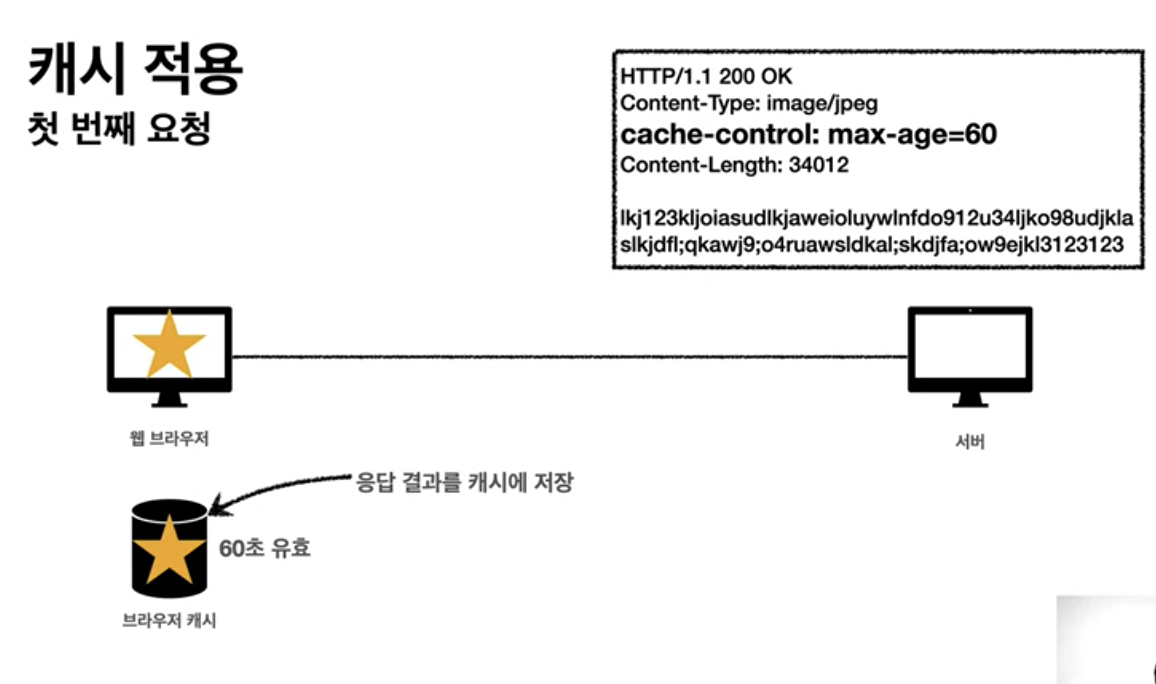 캐시 적용
첫 번째 요청
HTTP/1.1 200 OK
Content-Type: image/jpeg
cache-control: max-age=60
Content-Length: 34012
lkj123kljoiasudlkjaweioluywlnfdo912u34ljko98udjkla
slkjdfl;qkawj9;o4ruawsldkal;skdjfa;ow9ejkl3123123
웹 브라우저
서버
응답 결과를 캐시에 저장
60초 유효
브라우저 캐시